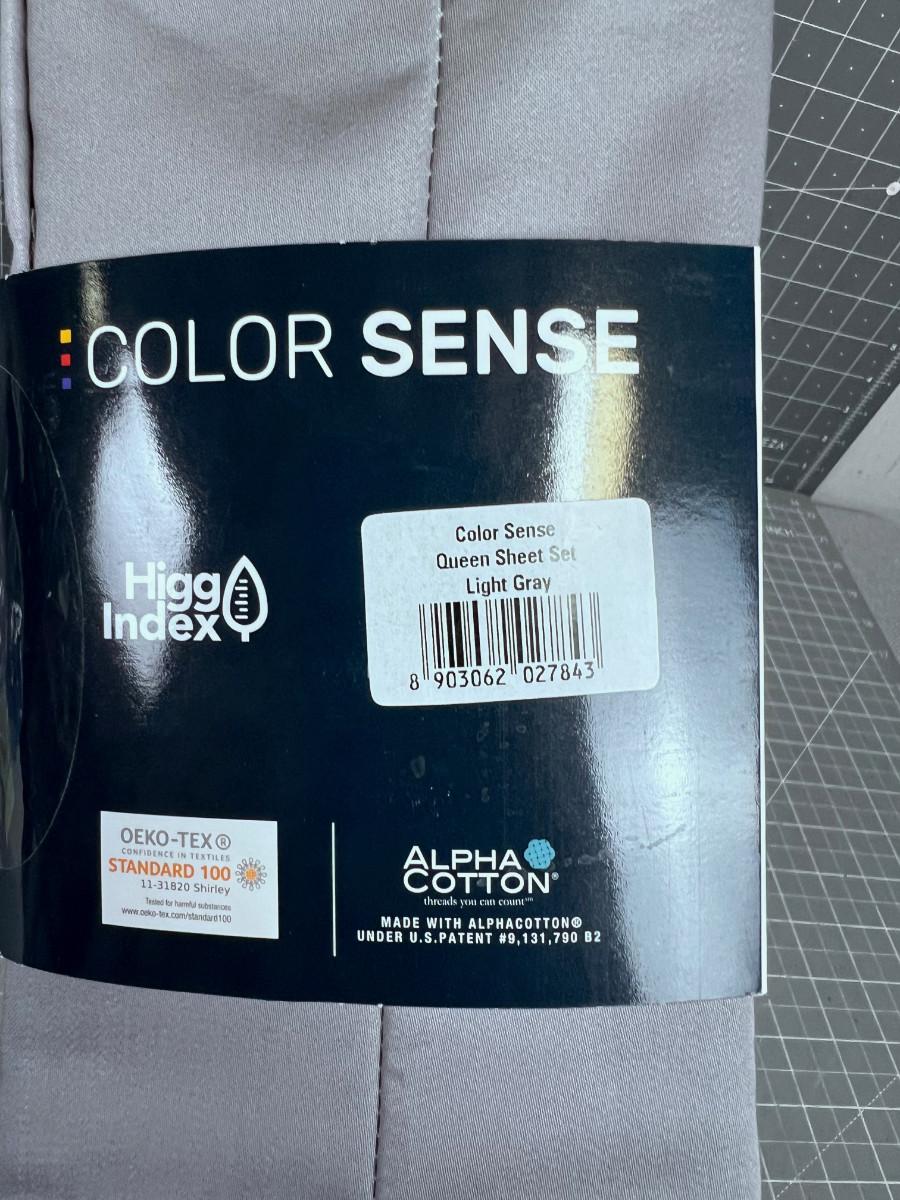 COLOR SENSE
Higg
Index
Color Sense
Queen Sheet Set
Light Gray
8 903062 027843
OEKO-TEX®
CONFIDENCE IN TEXTILES
STANDARD 100
11-31820 Shirley
Tested for harmful substances
www.oeko-tex.com/standard100
ALPHA
COTTON®
threads you can count℠
MADE WITH ALPHACOTTON®
UNDER U.S.PATENT #9,131,790 B2